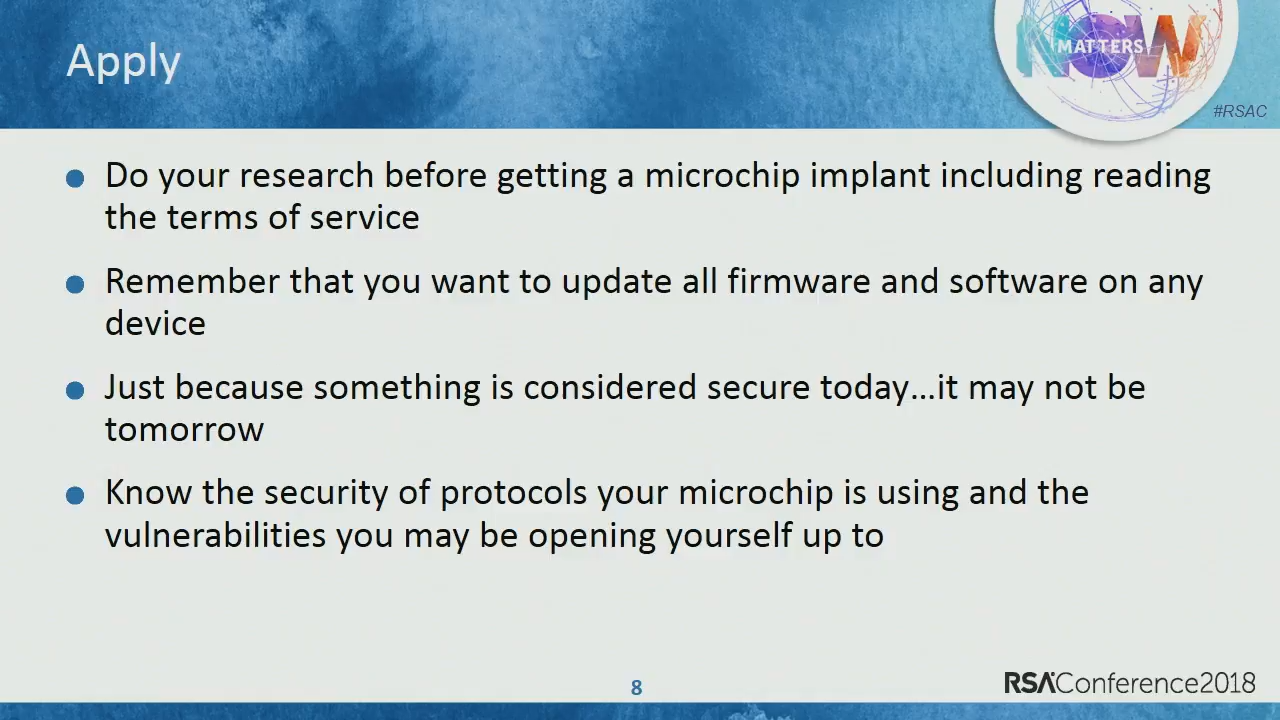 Apply
NOW
MATTERS
#RSAC
● Do your research before getting a microchip implant including reading
the terms of service
● Remember that you want to update all firmware and software on any
device
● Just because something is considered secure today...it may not be
tomorrow
● Know the security of protocols your microchip is using and the
vulnerabilities you may be opening yourself up to
8
RSAConference2018